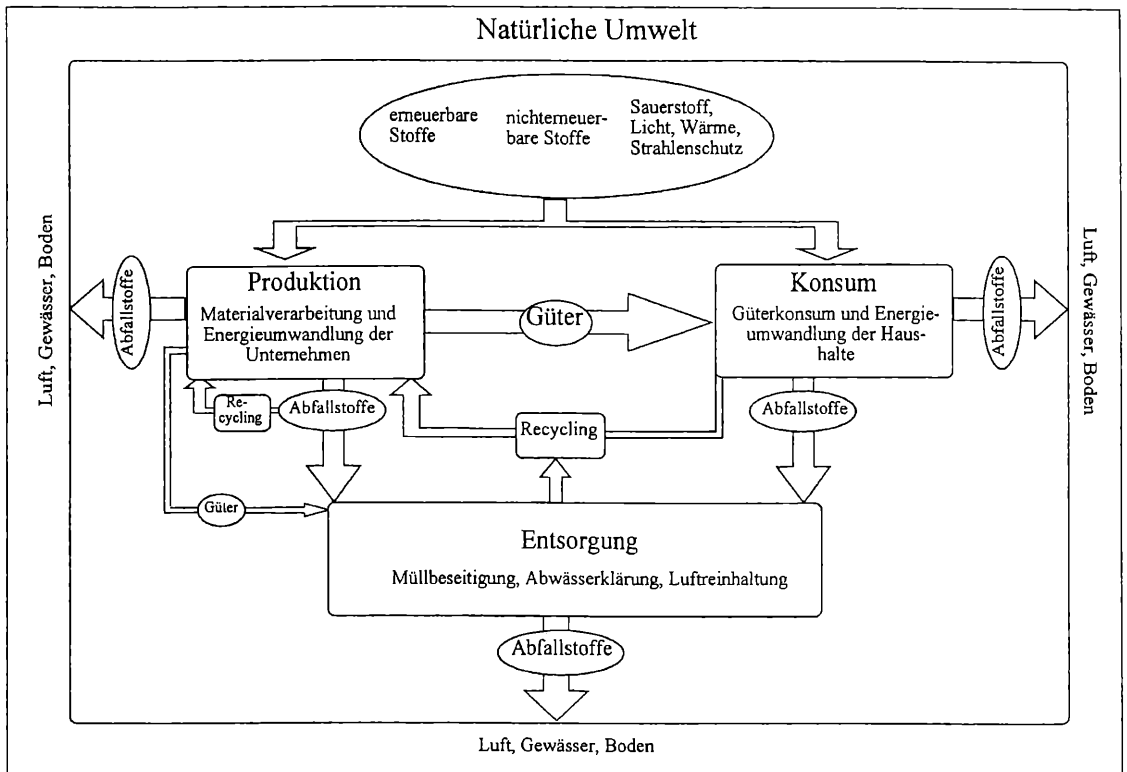 Natürliche Umwelt
erneuerbare
Stoffe
nichterneuer-
bare Stoffe
Sauerstoff,
Licht, Wärme,
Strahlenschutz
Luft, Gewässer, Boden
Abfallstoffe
Produktion
Materialverarbeitung und
Energieumwandlung der
Unternehmen
Güter
Konsum
Güterkonsum und Energie-
umwandlung der Haus-
halte
Abfallstoffe
Luft, Gewässer, Boden
Re-
cycling
Abfallstoffe
Recycling
Abfallstoffe
Güter
Entsorgung
Müllbeseitigung, Abwässerklärung, Luftreinhaltung
Abfallstoffe
Luft, Gewässer, Boden